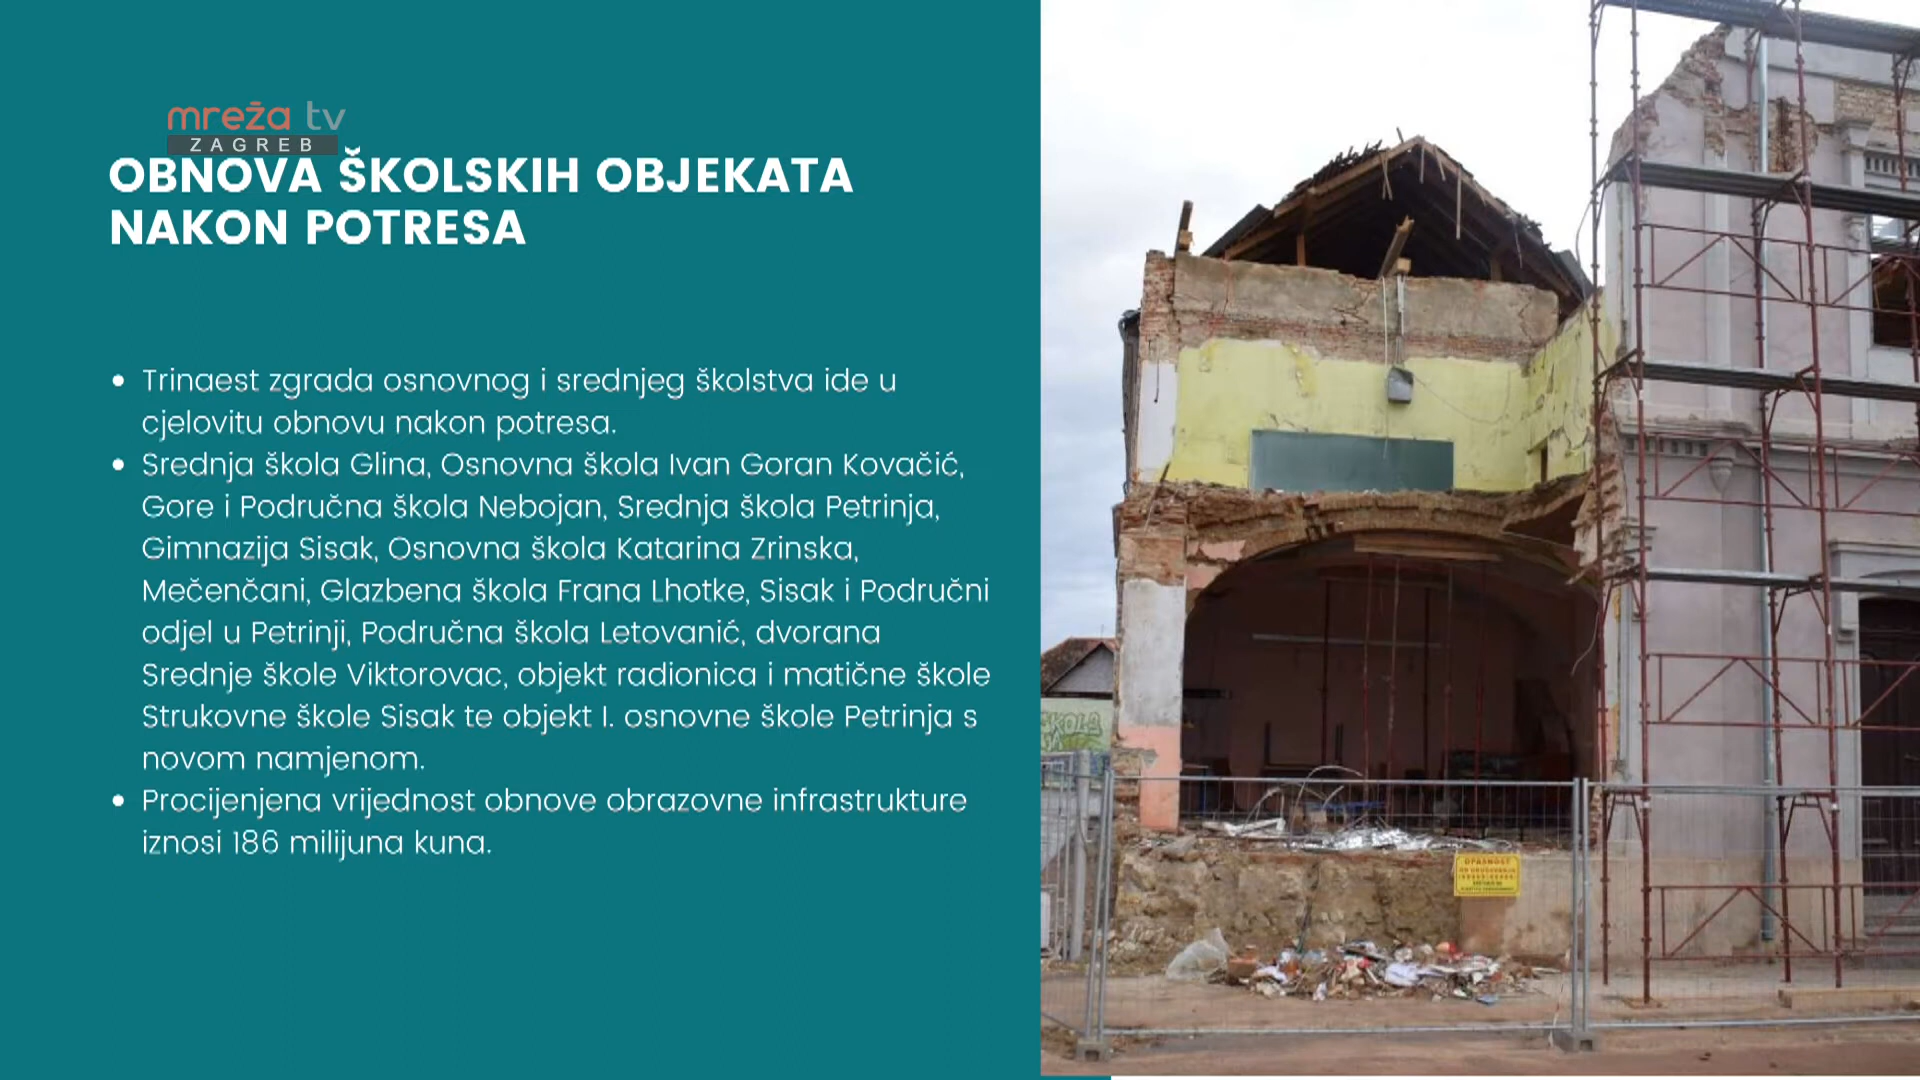 mreža tv
ZAGREB
OBNOVA ŠKOLSKIH OBJEKATA
NAKON POTRESA
• Trinaest zgrada osnovnog i srednjeg školstva ide u
cjelovitu obnovu nakon potresa.
• Srednja škola Glina, Osnovna škola Ivan Goran Kovačić,
Gore i Područna škola Nebojan, Srednja škola Petrinja,
Gimnazija Sisak, Osnovna škola Katarina Zrinska,
Mečenčani, Glazbena škola Frana Lhotke, Sisak i Područni
odjel u Petrinji, Područna škola Letovanić, dvorana
Srednje škole Viktorovac, objekt radionica i matične škole
Strukovne škole Sisak te objekt I. osnovne škole Petrinja s
novom namjenom.
• Procijenjena vrijednost obnove obrazovne infrastrukture
iznosi 186 milijuna kuna.
OPASNOST